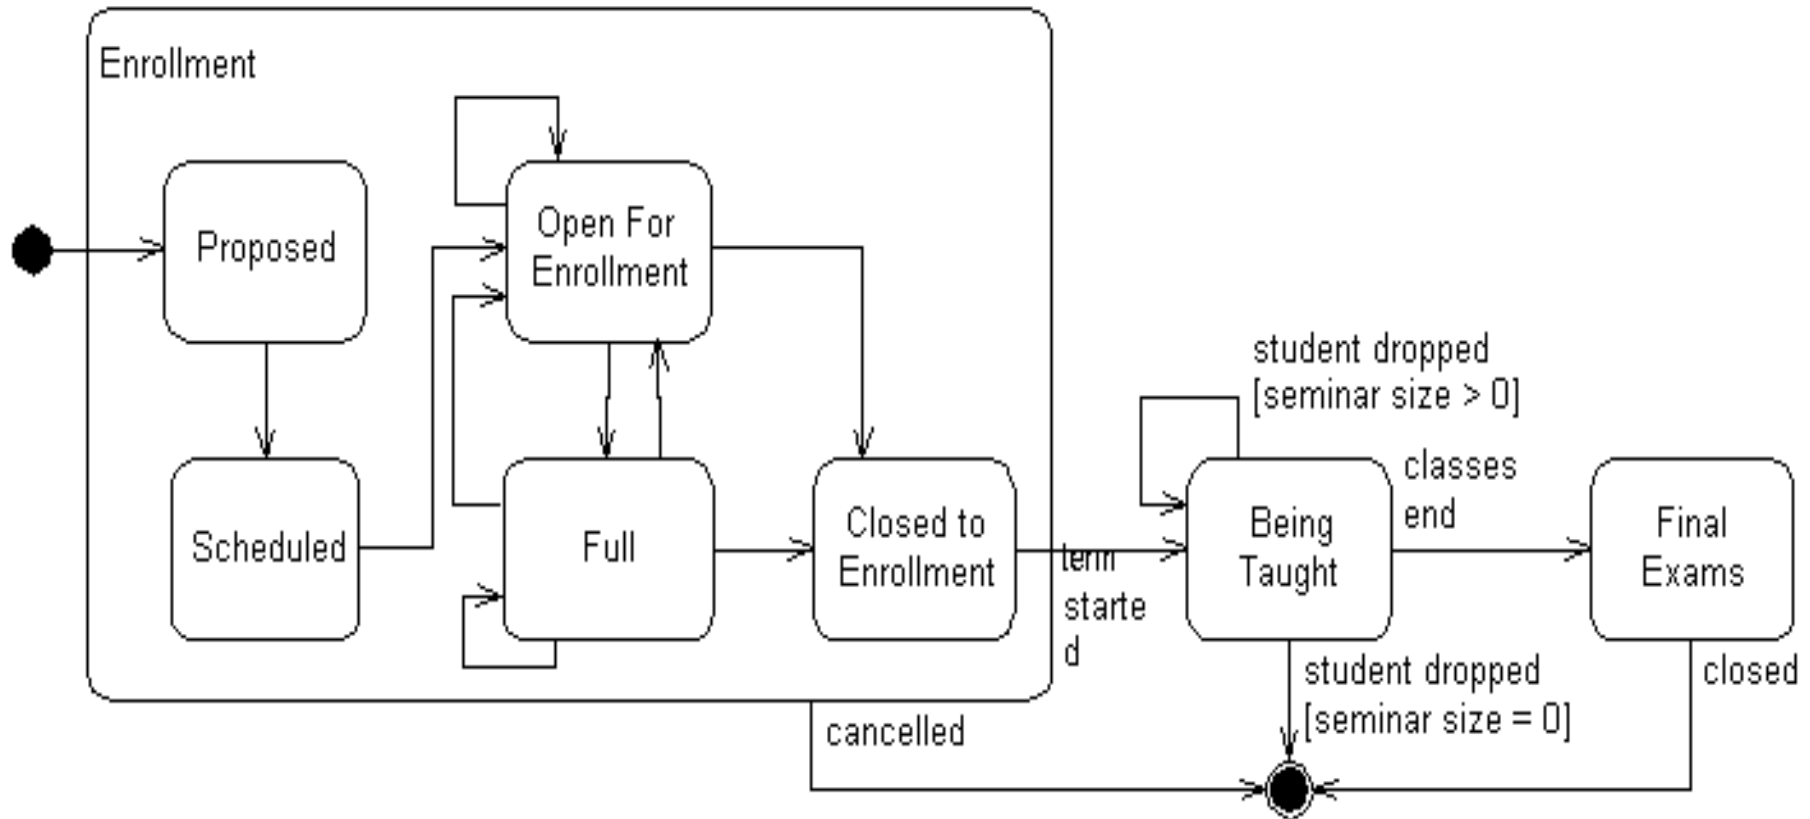 Enrollment
Proposed
Open For
Enrollment
Scheduled
Full
Closed to
Enrollment
term
starte
d
student dropped
[seminar size > 0]
Being
Taught
classes
end
Final
Exams
cancelled
student dropped
[seminar size = 0]
closed